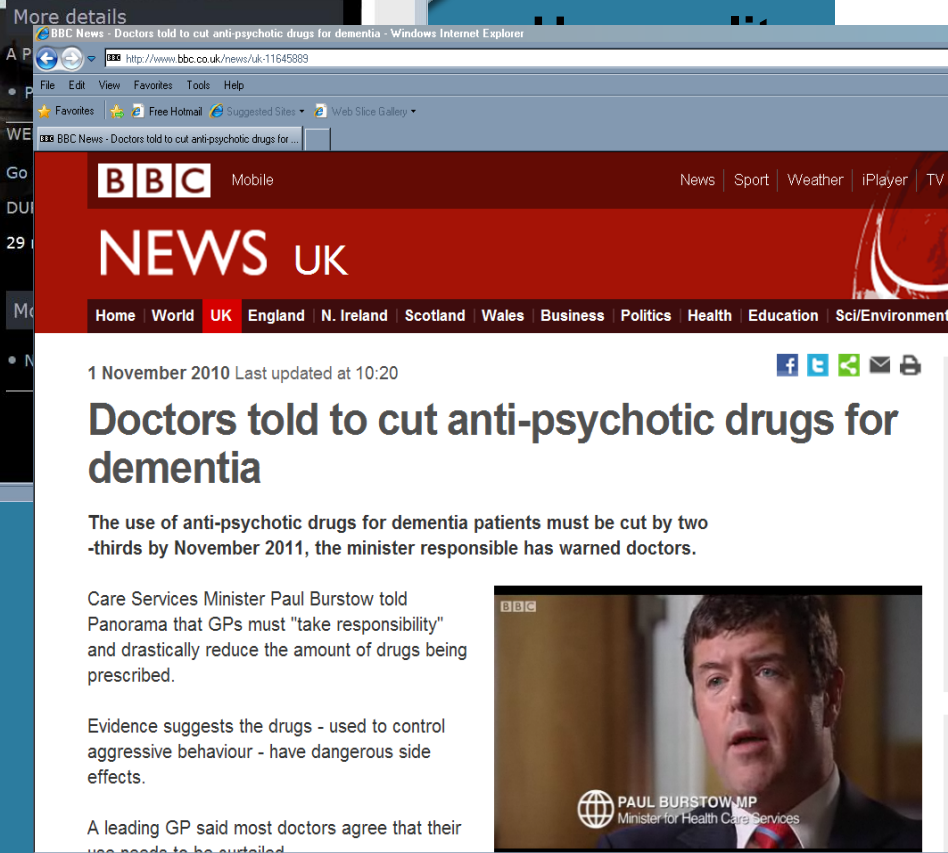 More details
BBC News - Doctors told to cut anti-psychotic drugs for dementia - Windows Internet Explorer
A P
http://www.bbc.co.uk/news/uk-11645889
File Edit View Favorites Tools Help
Favorites Free Hotmail Suggested Sites Web Slice Gallery
WE
BBC News - Doctors told to cut anti-psychotic drugs for ...
Go
BBC Mobile News Sport Weather iPlayer TV
29
NEWS UK
Home World UK England N. Ireland Scotland Wales Business Politics Health Education Sci/Environment
1 November 2010 Last updated at 10:20
Doctors told to cut anti-psychotic drugs for
dementia
The use of anti-psychotic drugs for dementia patients must be cut by two
-thirds by November 2011, the minister responsible has warned doctors.
Care Services Minister Paul Burstow told
Panorama that GPs must "take responsibility"
and drastically reduce the amount of drugs being
prescribed.
Evidence suggests the drugs - used to control
aggressive behaviour - have dangerous side
effects.
A leading GP said most doctors agree that their
use needs to be curtailed
BBC
PAUL BURSTOW MP
Minister for Health Care Services